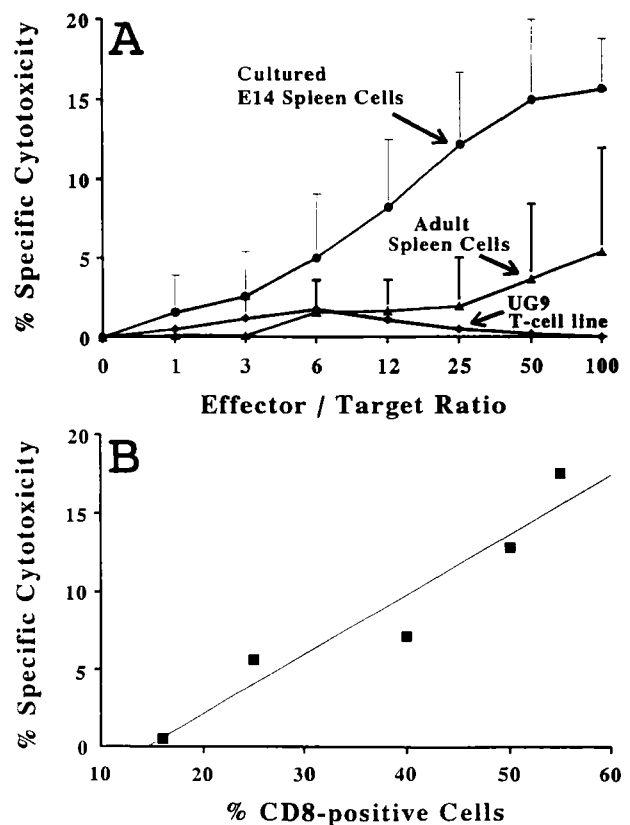 A
% Specific Cytotoxicity
20
15
10
5
0
Cultured
E14 Spleen Cells
Adult
Spleen Cells
UG9
T-cell line
0 1 3 6 12 25 50 100
Effector / Target Ratio
B
% Specific Cytotoxicity
20
15
10
5
0
10 20 30 40 50 60
% CD8-positive Cells